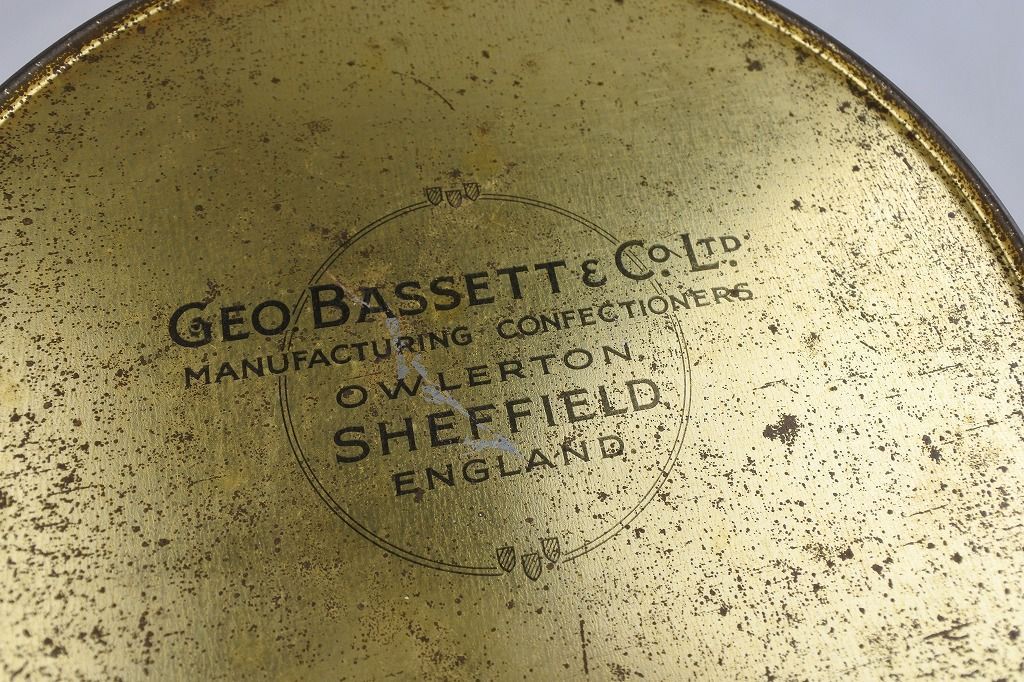 GEO. BASSETT & CO. LTD.
MANUFACTURING CONFECTIONERS
OWLERTON.
SHEFFIELD
ENGLAND.